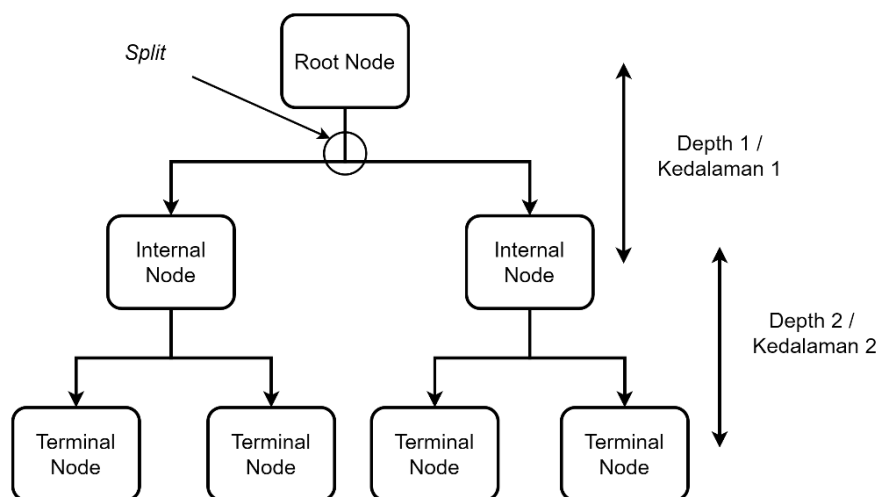 Split
Root Node
Depth 1 /
Kedalaman 1
Internal
Node
Internal
Node
Depth 2 /
Kedalaman 2
Terminal
Node
Terminal
Node
Terminal
Node
Terminal
Node